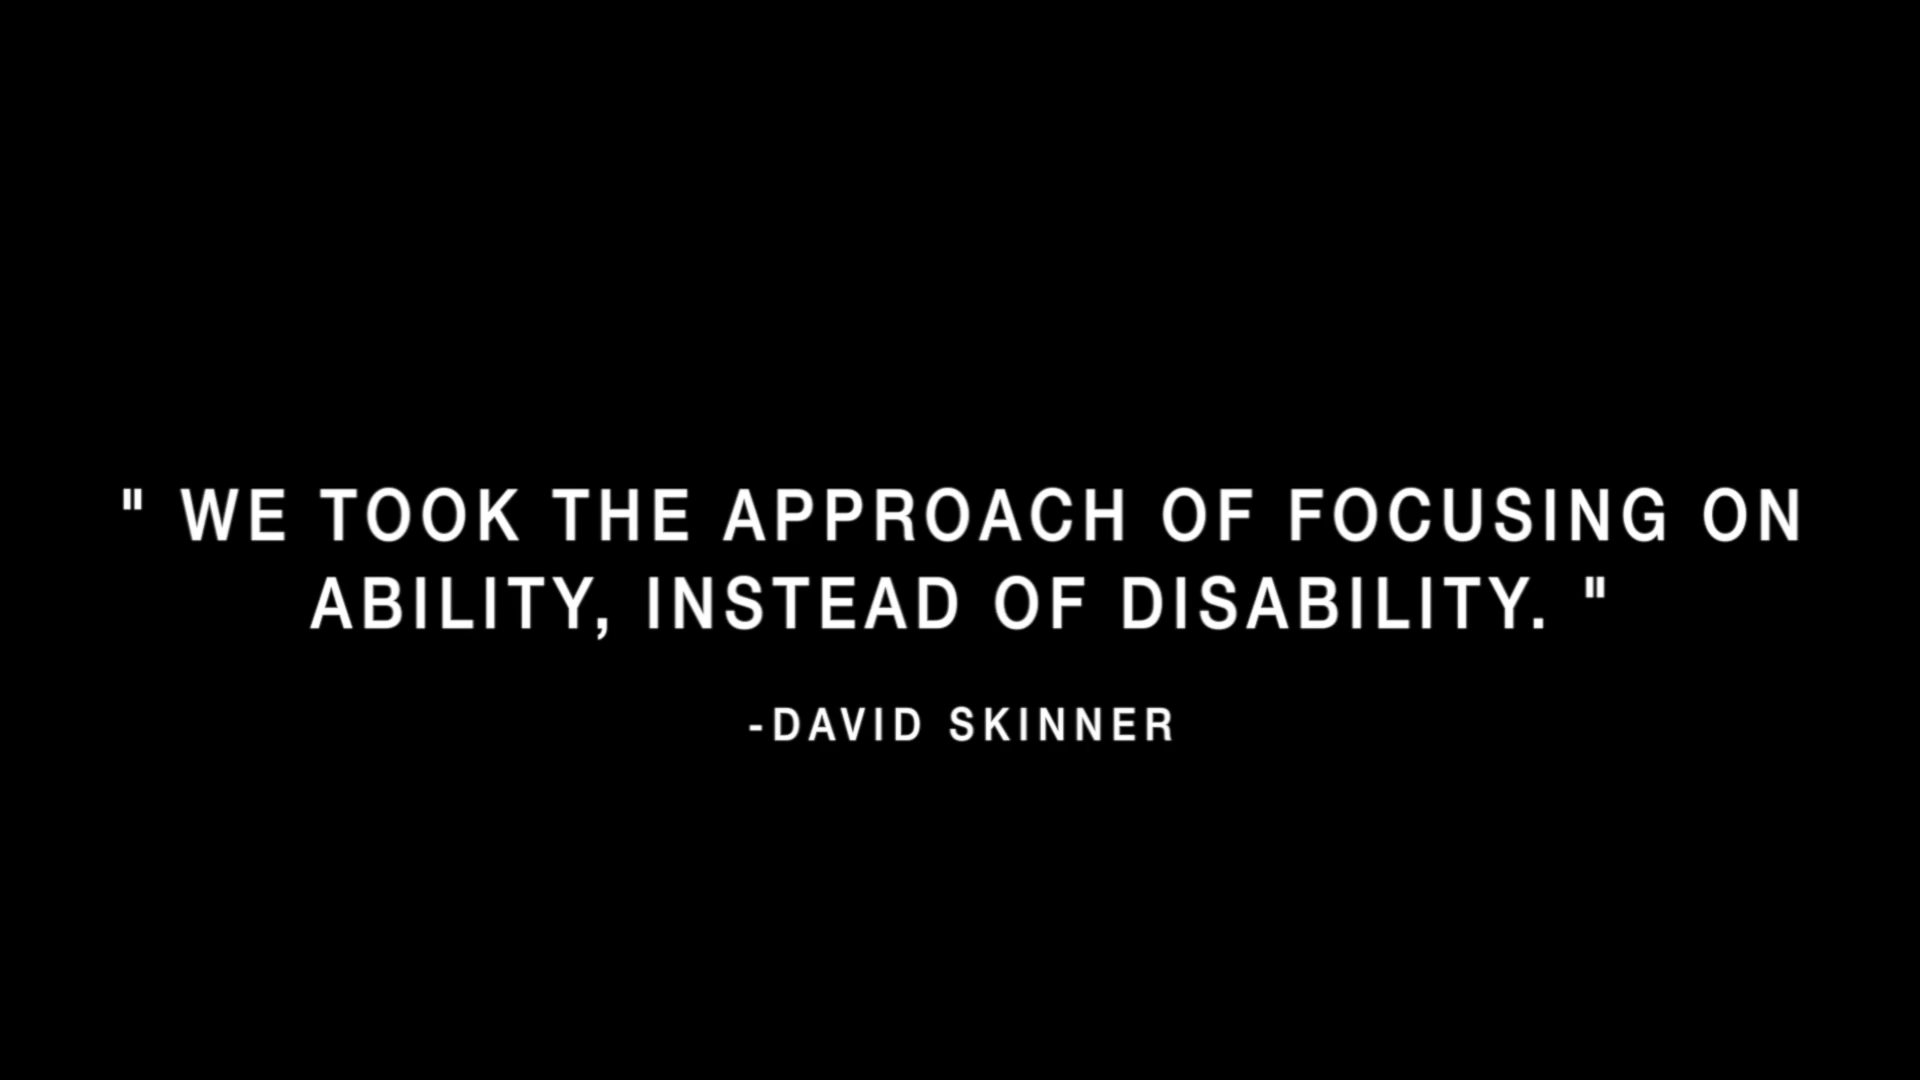 " WE TOOK THE APPROACH OF FOCUSING ON
ABILITY, INSTEAD OF DISABILITY. "
-DAVID SKINNER